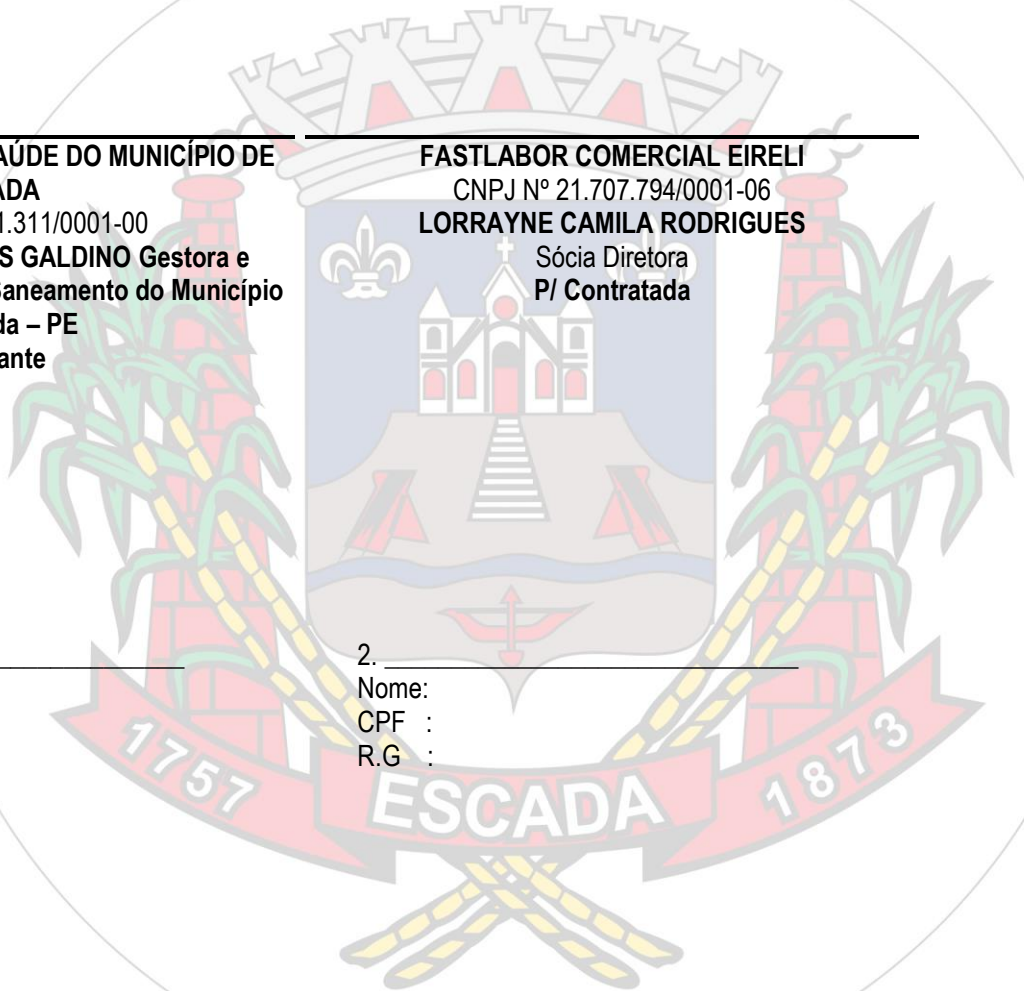 AÚDE DO MUNICÍPIO DE
ADA
1.311/0001-00
S GALDINO Gestora e
Saneamento do Município
da – PE
ante
FASTLABOR COMERCIAL EIRELI
CNPJ Nº 21.707.794/0001-06
LORRAYNE CAMILA RODRIGUES
Sócia Diretora
P/ Contratada
2. ______________________________
Nome:
CPF :
R.G :
1757
ESCADA
1873